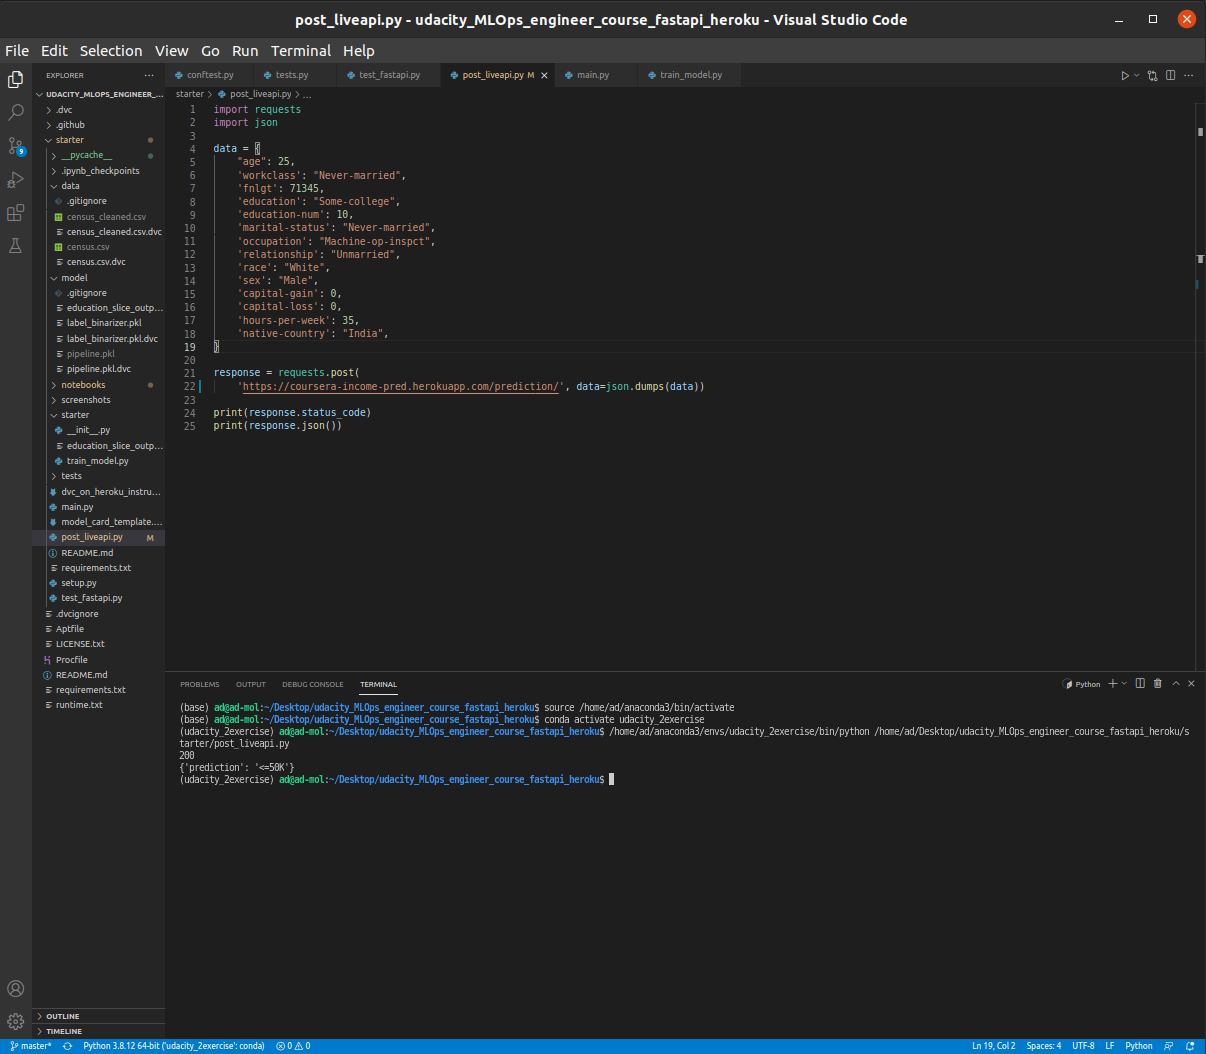 post_liveapi.py - udacity_MLOps_engineer_course_fastapi_heroku - Visual Studio Code
File Edit Selection View Go Run Terminal Help
EXPLORER
UDACITY_MLOPS_ENGINEER_...
.dvc
.github
starter
__pycache__
.ipynb_checkpoints
data
.gitignore
census_cleaned.csv
census_cleaned.csv.dvc
census.csv
census.csv.dvc
model
.gitignore
education_slice_outp...
label_binarizer.pkl
label_binarizer.pkl.dvc
pipeline.pkl
pipeline.pkl.dvc
notebooks
screenshots
starter
__init__.py
education_slice_outp...
train_model.py
tests
dvc_on_heroku_instru...
main.py
model_card_template....
post_liveapi.py M
README.md
requirements.txt
setup.py
test_fastapi.py
.dvcignore
Aptfile
LICENSE.txt
Procfile
README.md
requirements.txt
runtime.txt
OUTLINE
TIMELINE
9
conftest.py tests.py test_fastapi.py post_liveapi.py M main.py train_model.py
starter > post_liveapi.py > ...
1 import requests
2 import json
3
4 data = {
5 "age": 25,
6 'workclass': "Never-married",
7 'fnlgt': 71345,
8 'education': "Some-college",
9 'education-num': 10,
10 'marital-status': "Never-married",
11 'occupation': "Machine-op-inspct",
12 'relationship': "Unmarried",
13 'race': "White",
14 'sex': "Male",
15 'capital-gain': 0,
16 'capital-loss': 0,
17 'hours-per-week': 35,
18 'native-country': "India",
19 }
20
21 response = requests.post(
22 'https://coursera-income-pred.herokuapp.com/prediction/', data=json.dumps(data))
23
24 print(response.status_code)
25 print(response.json())
PROBLEMS OUTPUT DEBUG CONSOLE TERMINAL
Python
(base) ad@ad-mol:~/Desktop/udacity_MLOps_engineer_course_fastapi_heroku$ source /home/ad/anaconda3/bin/activate
(base) ad@ad-mol:~/Desktop/udacity_MLOps_engineer_course_fastapi_heroku$ conda activate udacity_2exercise
(udacity_2exercise) ad@ad-mol:~/Desktop/udacity_MLOps_engineer_course_fastapi_heroku$ /home/ad/anaconda3/envs/udacity_2exercise/bin/python /home/ad/Desktop/udacity_MLOps_engineer_course_fastapi_heroku/s
tarter/post_liveapi.py
200
{'prediction': '<=50K'}
(udacity_2exercise) ad@ad-mol:~/Desktop/udacity_MLOps_engineer_course_fastapi_heroku$
master* Python 3.8.12 64-bit ('udacity_2exercise': conda) 0 0 Ln 19, Col 2 Spaces: 4 UTF-8 LF Python